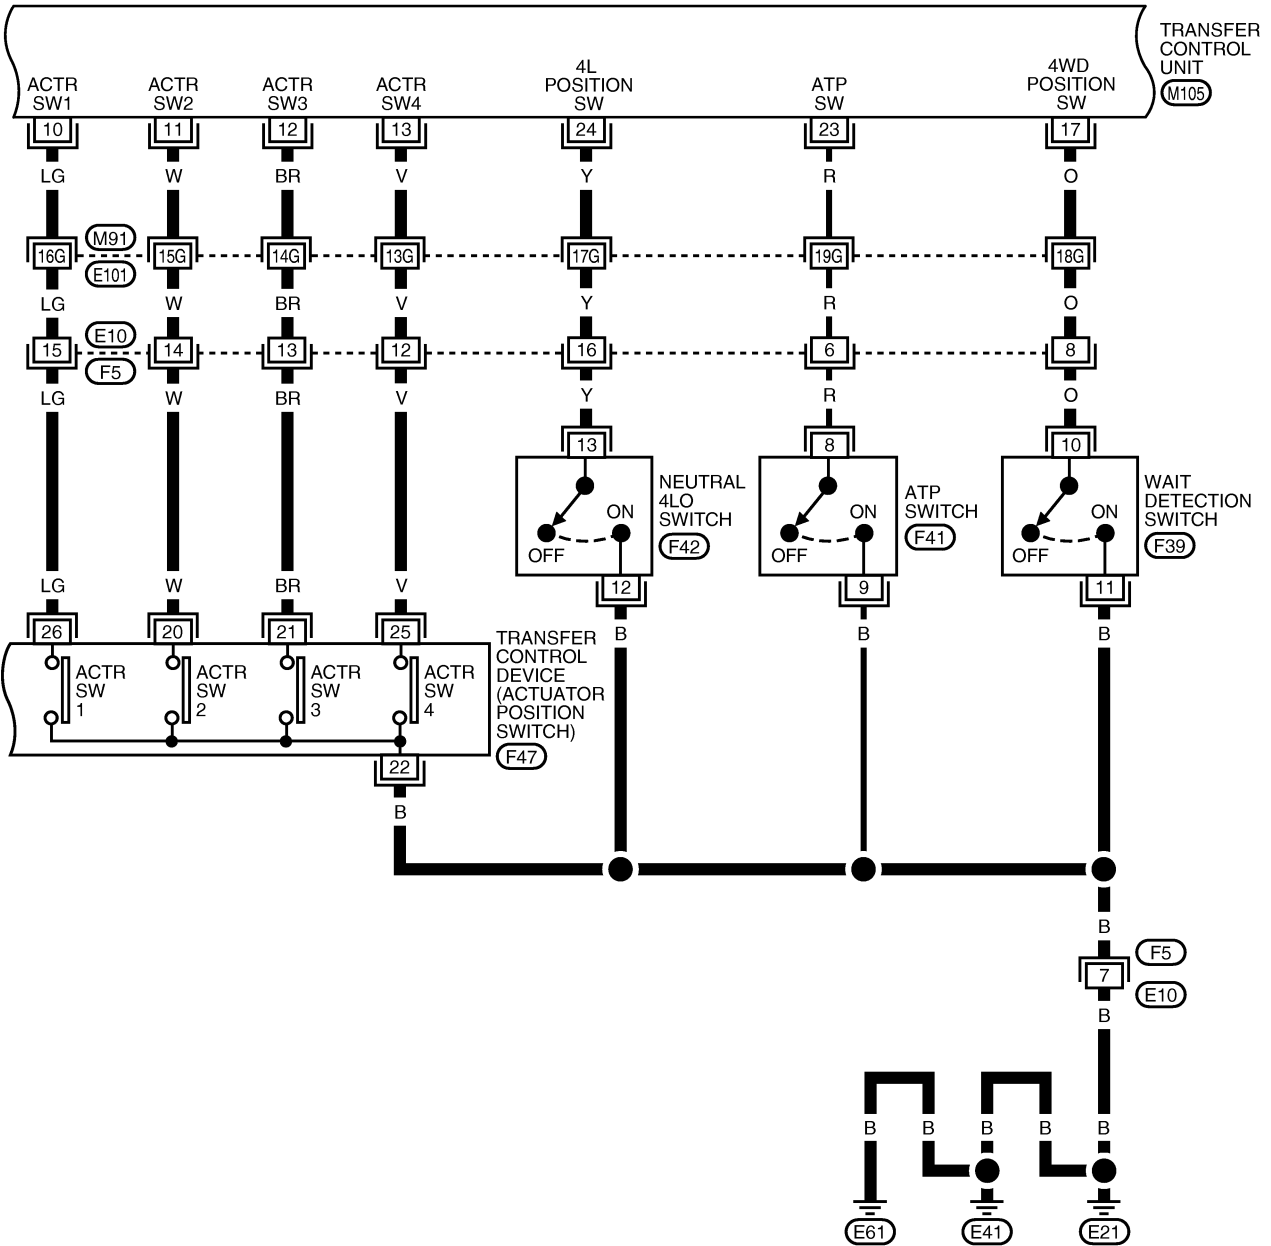 TRANSFER
CONTROL
UNIT
M105
ACTR
SW1
ACTR
SW2
ACTR
SW3
ACTR
SW4
4L
POSITION
SW
ATP
SW
4WD
POSITION
SW
10 11 12 13 24 23 17
LG W BR V Y R O
M91
16G 15G 14G 13G 17G 19G 18G
E101
LG W BR V Y R O
E10
15 14 13 12 16 6 8
F5
LG W BR V Y R O
13 8 10
NEUTRAL
4LO
SWITCH
F42
ON
OFF
ATP
SWITCH
F41
ON
OFF
WAIT
DETECTION
SWITCH
F39
ON
OFF
LG W BR V
12 9 11
26 20 21 25
B B B
TRANSFER
CONTROL
DEVICE
(ACTUATOR
POSITION
SWITCH)
F47
ACTR
SW
1
ACTR
SW
2
ACTR
SW
3
ACTR
SW
4
22
B
B
F5
7
E10
B
B B B B B
E61 E41 E21